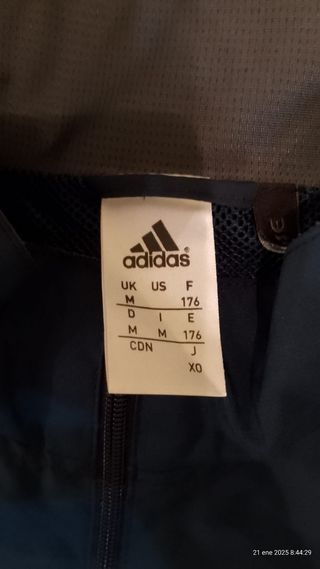 adidas
UK US F
M 176
D I E
M M 176
CDN J
XO
21 ene 2025 8:44:29